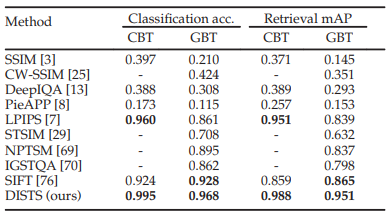 Method Classification acc. Retrieval mAP
CBT GBT CBT GBT
SSIM [3] 0.397 0.210 0.371 0.145
CW-SSIM [25] - 0.424 - 0.351
DeepIQA [13] 0.388 0.308 0.389 0.293
PieAPP [8] 0.173 0.115 0.257 0.153
LPIPS [7] 0.960 0.861 0.951 0.839
STSIM [29] - 0.708 - 0.632
NPTSM [69] - 0.895 - 0.837
IGSTQA [70] - 0.862 - 0.798
SIFT [76] 0.924 0.928 0.859 0.865
DISTS (ours) 0.995 0.968 0.988 0.951